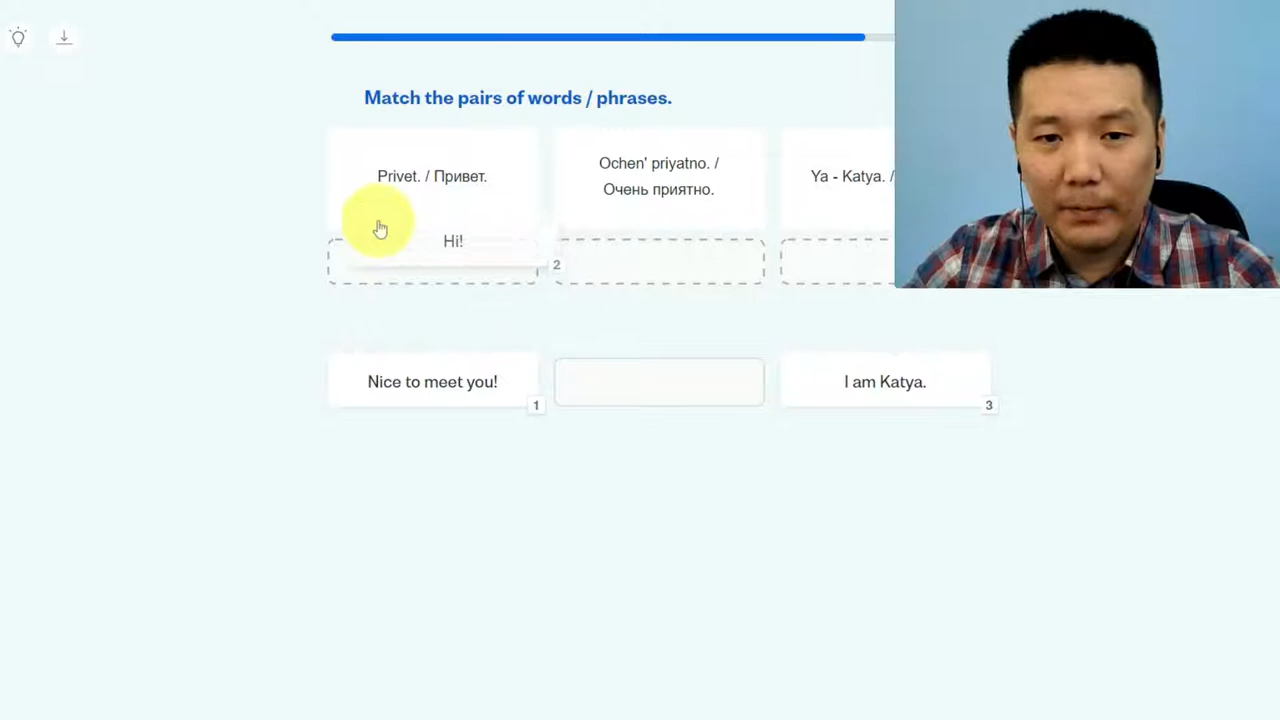 Match the pairs of words / phrases.
Privet. / Привет.
Ochen' priyatno. /
Очень приятно.
Ya - Katya. /
Hi!
2
Nice to meet you!
1
I am Katya.
3